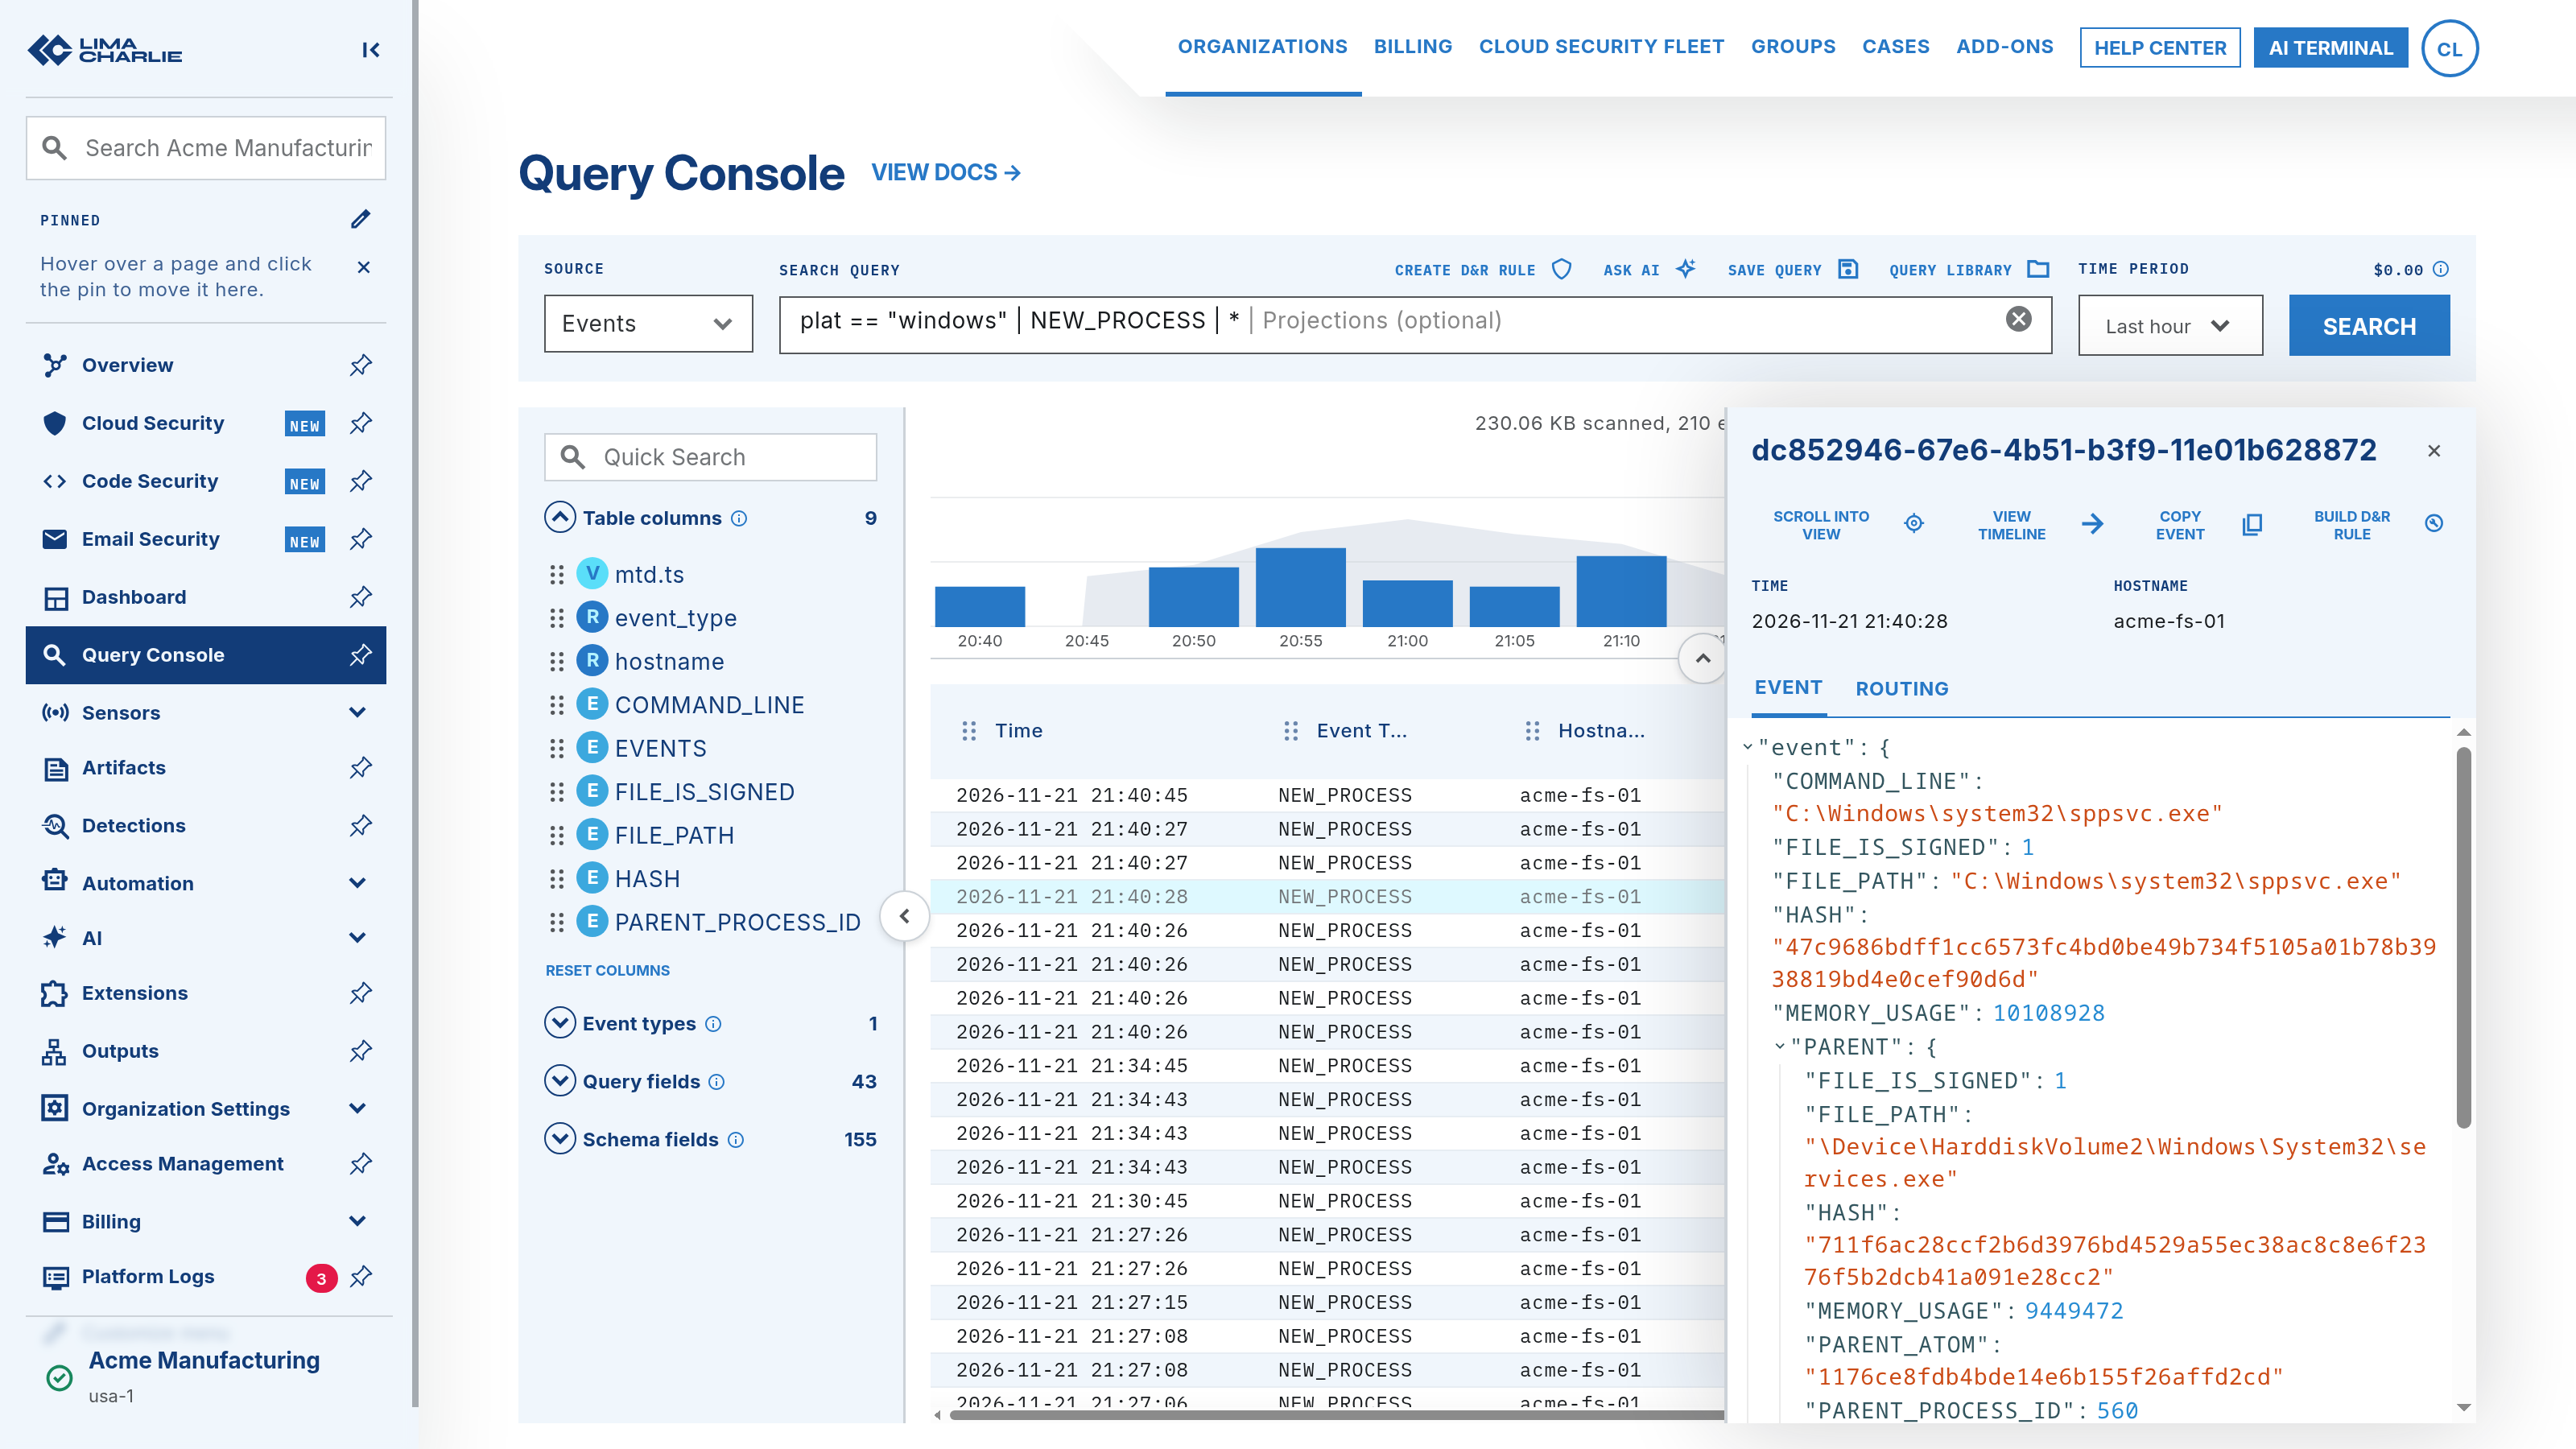 LIMA
CHARLIE
ORGANIZATIONS
BILLING
CLOUD SECURITY FLEET
GROUPS
CASES
ADD-ONS
HELP CENTER
AI TERMINAL
CL
Search Acme Manufacturin
PINNED
Hover over a page and click
the pin to move it here.
Overview
Cloud Security NEW
Code Security NEW
Email Security NEW
Dashboard
Query Console
Sensors
Artifacts
Detections
Automation
AI
Extensions
Outputs
Organization Settings
Access Management
Billing
Platform Logs 3
Customize menu
Acme Manufacturing
usa-1
Query Console VIEW DOCS
SOURCE
Events
SEARCH QUERY
CREATE D&R RULE
ASK AI
SAVE QUERY
QUERY LIBRARY
plat == "windows" | NEW_PROCESS | * | Projections (optional)
TIME PERIOD
$0.00
Last hour
SEARCH
Quick Search
Table columns 9
V mtd.ts
R event_type
R hostname
E COMMAND_LINE
E EVENTS
E FILE_IS_SIGNED
E FILE_PATH
E HASH
E PARENT_PROCESS_ID
RESET COLUMNS
Event types 1
Query fields 43
Schema fields 155
230.06 KB scanned, 210 e
20:40 20:45 20:50 20:55 21:00 21:05 21:10
Time Event T... Hostna...
2026-11-21 21:40:45 NEW_PROCESS acme-fs-01
2026-11-21 21:40:27 NEW_PROCESS acme-fs-01
2026-11-21 21:40:27 NEW_PROCESS acme-fs-01
2026-11-21 21:40:28 NEW_PROCESS acme-fs-01
2026-11-21 21:40:26 NEW_PROCESS acme-fs-01
2026-11-21 21:40:26 NEW_PROCESS acme-fs-01
2026-11-21 21:40:26 NEW_PROCESS acme-fs-01
2026-11-21 21:40:26 NEW_PROCESS acme-fs-01
2026-11-21 21:34:45 NEW_PROCESS acme-fs-01
2026-11-21 21:34:43 NEW_PROCESS acme-fs-01
2026-11-21 21:34:43 NEW_PROCESS acme-fs-01
2026-11-21 21:34:43 NEW_PROCESS acme-fs-01
2026-11-21 21:30:45 NEW_PROCESS acme-fs-01
2026-11-21 21:27:26 NEW_PROCESS acme-fs-01
2026-11-21 21:27:26 NEW_PROCESS acme-fs-01
2026-11-21 21:27:15 NEW_PROCESS acme-fs-01
2026-11-21 21:27:08 NEW_PROCESS acme-fs-01
2026-11-21 21:27:08 NEW_PROCESS acme-fs-01
2026-11-21 21:27:06 NEW_PROCESS acme-fs-01
dc852946-67e6-4b51-b3f9-11e01b628872
SCROLL INTO
VIEW
VIEW
TIMELINE
COPY
EVENT
BUILD D&R
RULE
TIME
2026-11-21 21:40:28
HOSTNAME
acme-fs-01
EVENT ROUTING
"event": {
"COMMAND_LINE":
"C:\Windows\system32\sppsvc.exe"
"FILE_IS_SIGNED": 1
"FILE_PATH": "C:\Windows\system32\sppsvc.exe"
"HASH":
"47c9686bdff1cc6573fc4bd0be49b734f5105a01b78b39
38819bd4e0cef90d6d"
"MEMORY_USAGE": 10108928
"PARENT": {
"FILE_IS_SIGNED": 1
"FILE_PATH":
"\Device\HarddiskVolume2\Windows\System32\se
rvices.exe"
"HASH":
"711f6ac28ccf2b6d3976bd4529a55ec38ac8c8e6f23
76f5b2dcb41a091e28cc2"
"MEMORY_USAGE": 9449472
"PARENT_ATOM":
"1176ce8fdb4bde14e6b155f26affd2cd"
"PARENT_PROCESS_ID": 560